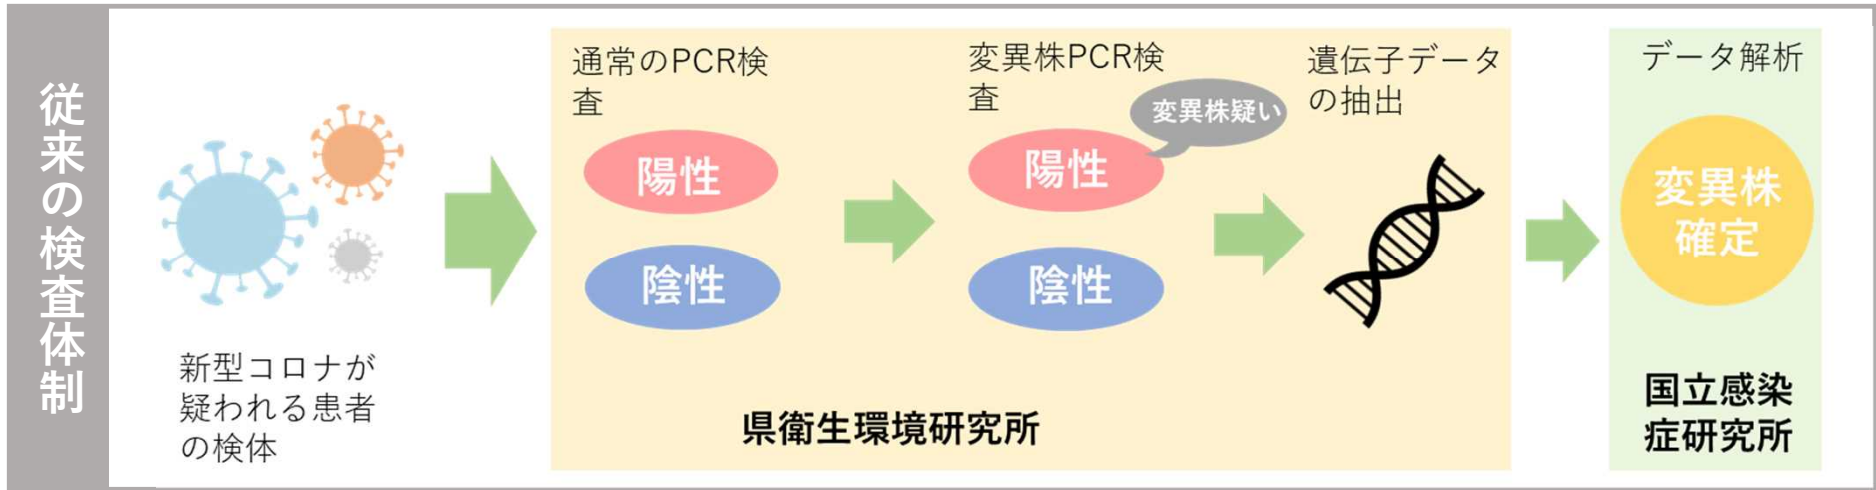 従来の検査体制
新型コロナが
疑われる患者
の検体
通常のPCR検
査
陽性
陰性
変異株PCR検
査
変異株疑い
陽性
陰性
遺伝子データ
の抽出
県衛生環境研究所
データ解析
変異株
確定
国立感染
症研究所